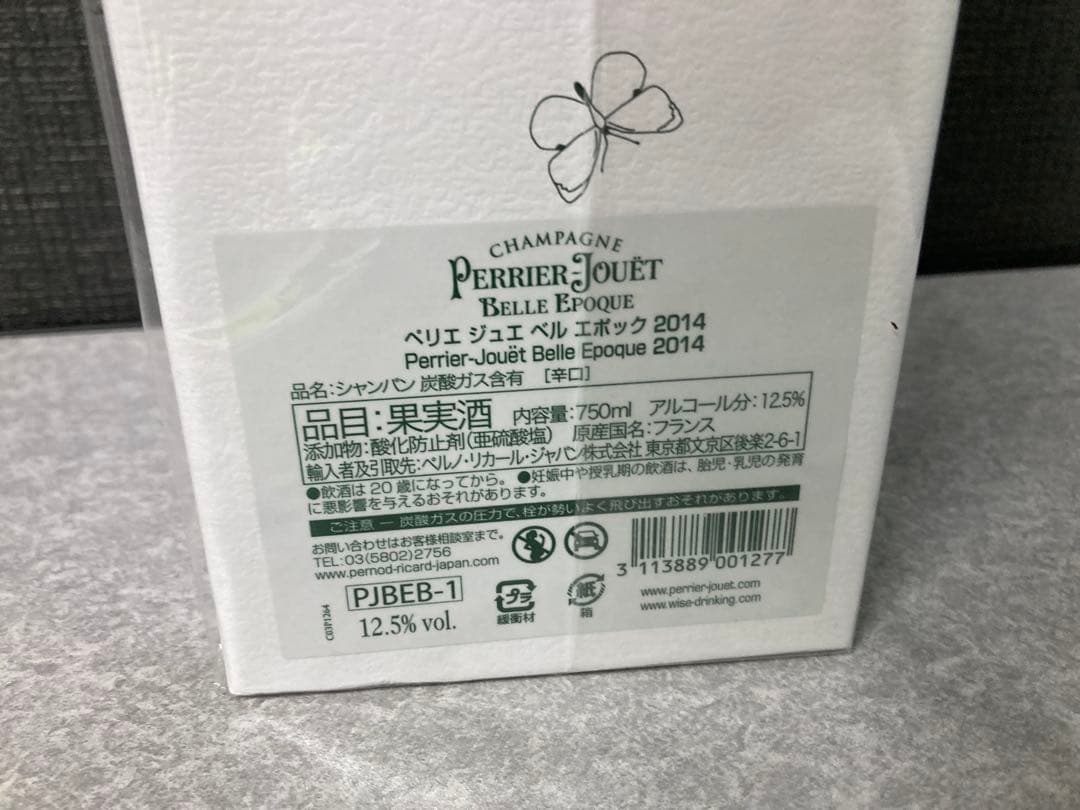 CHAMPAGNE
PERRIER-JOUËT
BELLE EPOQUE
ペリエ ジュエ ベル エポック 2014
Perrier-Jouët Belle Epoque 2014
品名:シャンパン 炭酸ガス含有 [辛口]
品目:果実酒 内容量:750ml アルコール分:12.5%
添加物:酸化防止剤(亜硫酸塩) 原産国名:フランス
輸入者及引取先:ペルノ・リカール・ジャパン株式会社 東京都文京区後楽2-6-1
●飲酒は20歳になってから。●妊娠中や授乳期の飲酒は、胎児・乳児の発育
に悪影響を与えるおそれがあります。
ご注意 ー 炭酸ガスの圧力で、栓が勢いよく飛び出すおそれがあります。
お問い合わせはお客様相談室まで。
TEL:03(5802)2756
www.pernod-ricard-japan.com
3 113889 001277
PJBEB-1
12.5% vol.
C03P1264
プラ
緩衝材
紙
箱
www.perrier-jouet.com
www.wise-drinking.com